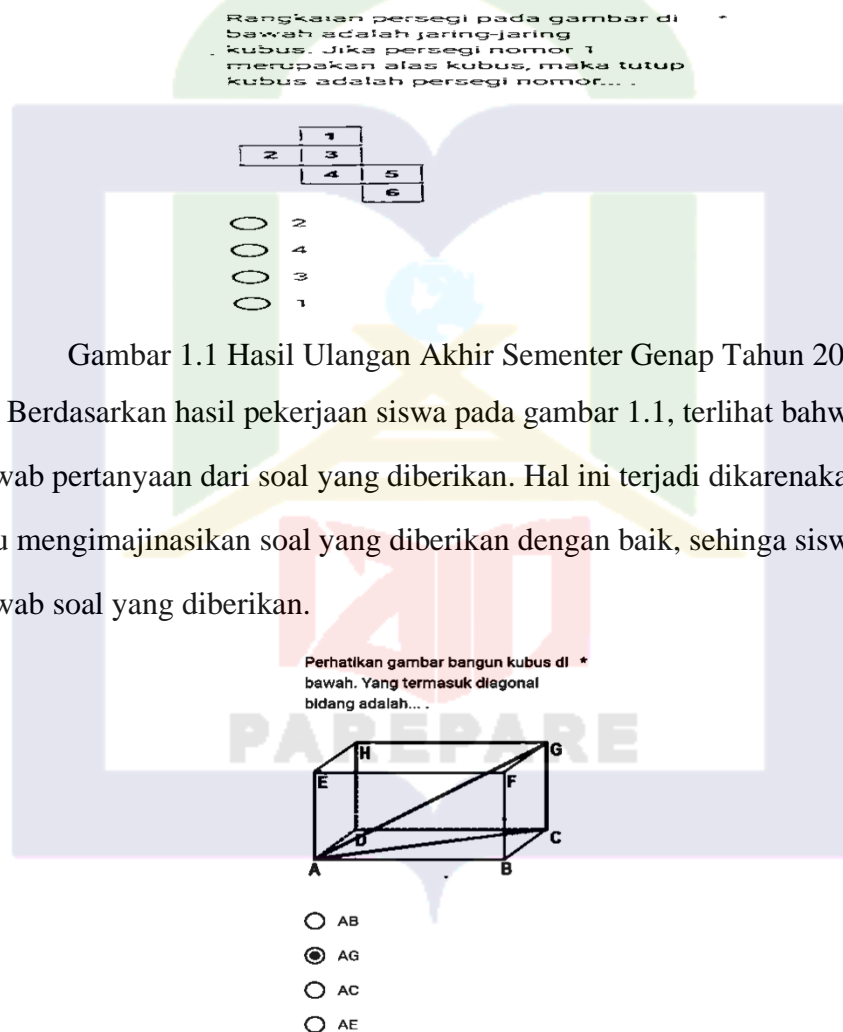 Rangkaian persegi pada gambar di *
bawah adalah jaring-jaring
kubus. Jika persegi nomor 1
merupakan alas kubus, maka tutup
kubus adalah persegi nomor... .
1
2 3
4 5
6
2
4
3
1
Gambar 1.1 Hasil Ulangan Akhir Sementer Genap Tahun 20
Berdasarkan hasil pekerjaan siswa pada gambar 1.1, terlihat bahw
wab pertanyaan dari soal yang diberikan. Hal ini terjadi dikarenaka
u mengimajinasikan soal yang diberikan dengan baik, sehinga sisw
wab soal yang diberikan.
Perhatikan gambar bangun kubus di *
bawah. Yang termasuk diagonal
bidang adalah... .
PAREPARE
H G
E F
D C
A B
AB
AG
AC
AE